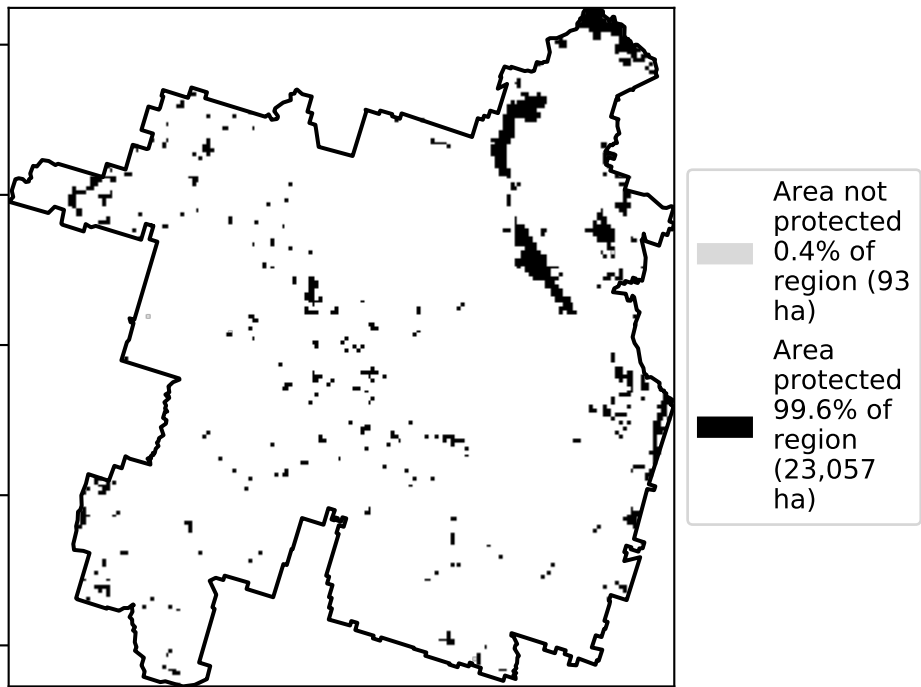 Area not
protected
0.4% of
region (93
ha)
Area
protected
99.6% of
region
(23,057
ha)